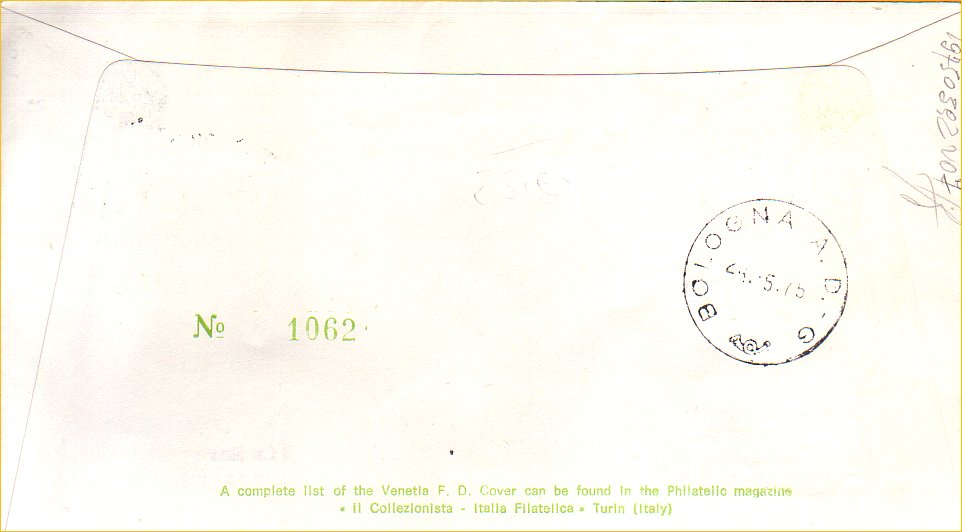 BOLOGNA A. D. - G
Nº 1062
A complete list of the Venetia F. D. Cover can be found in the Philatelic magazine
« Il Collezionista - Italia Filatelica » Turin (Italy)